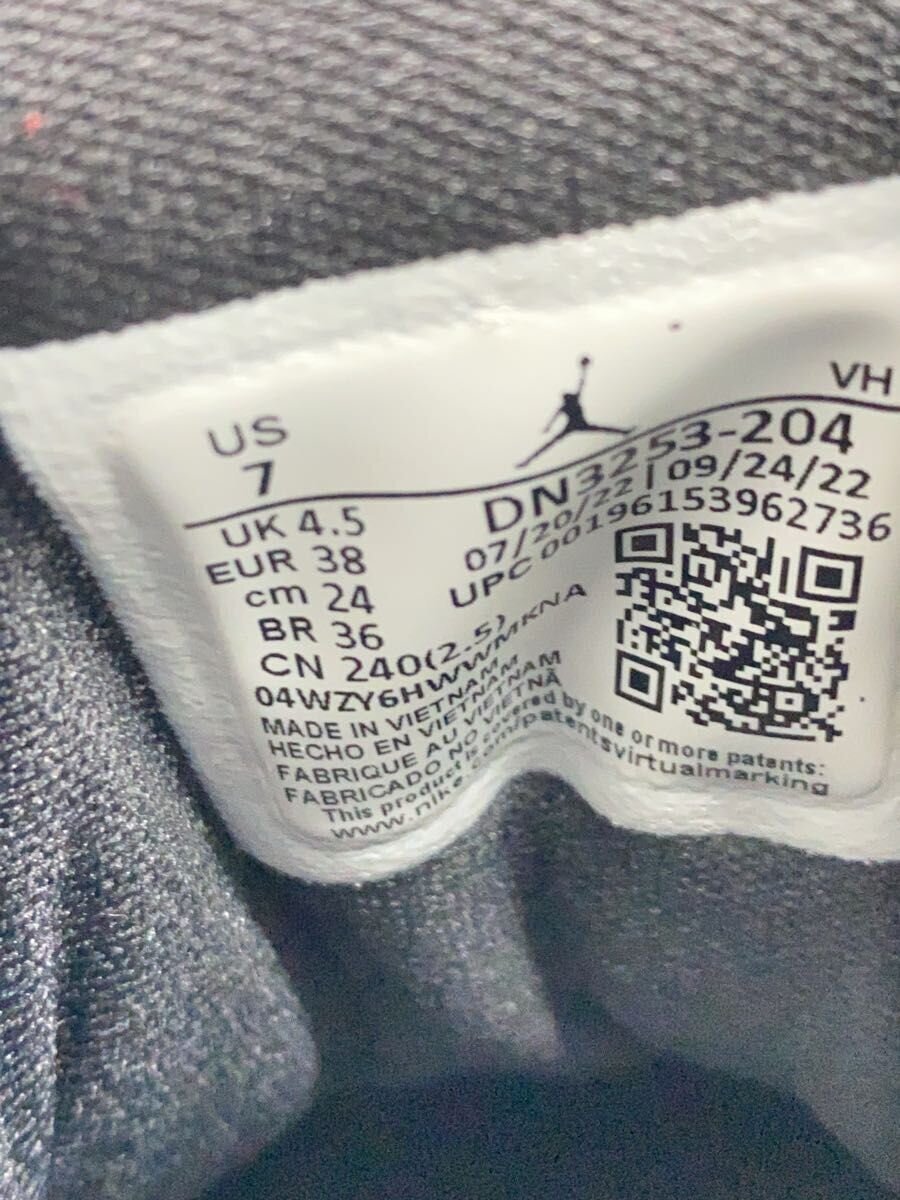 US
7
UK 4.5
EUR 38
cm 24
BR 36
CN 240(2.5)
04WZY6HWWMKNA
MADE IN VIETNAM
HECHO EN VIETNAM
FABRIQUE AU VIETNAM
FABRICADO NO VIETNÃ
This product is covered by one or more patents:
www.nike.com/patentsvirtualmarking
VH
DN3253-204
07/20/22 | 09/24/22
UPC 00196153962736